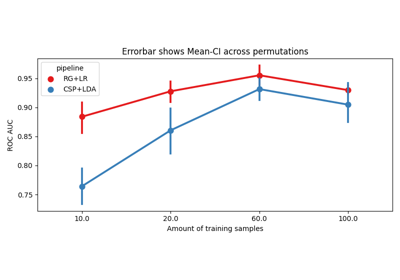 Errorbar shows Mean-CI across permutations
pipeline
RG+LR
CSP+LDA
0.95
0.90
0.85
0.80
0.75
ROC AUC
10.0 20.0 60.0 100.0
Amount of training samples